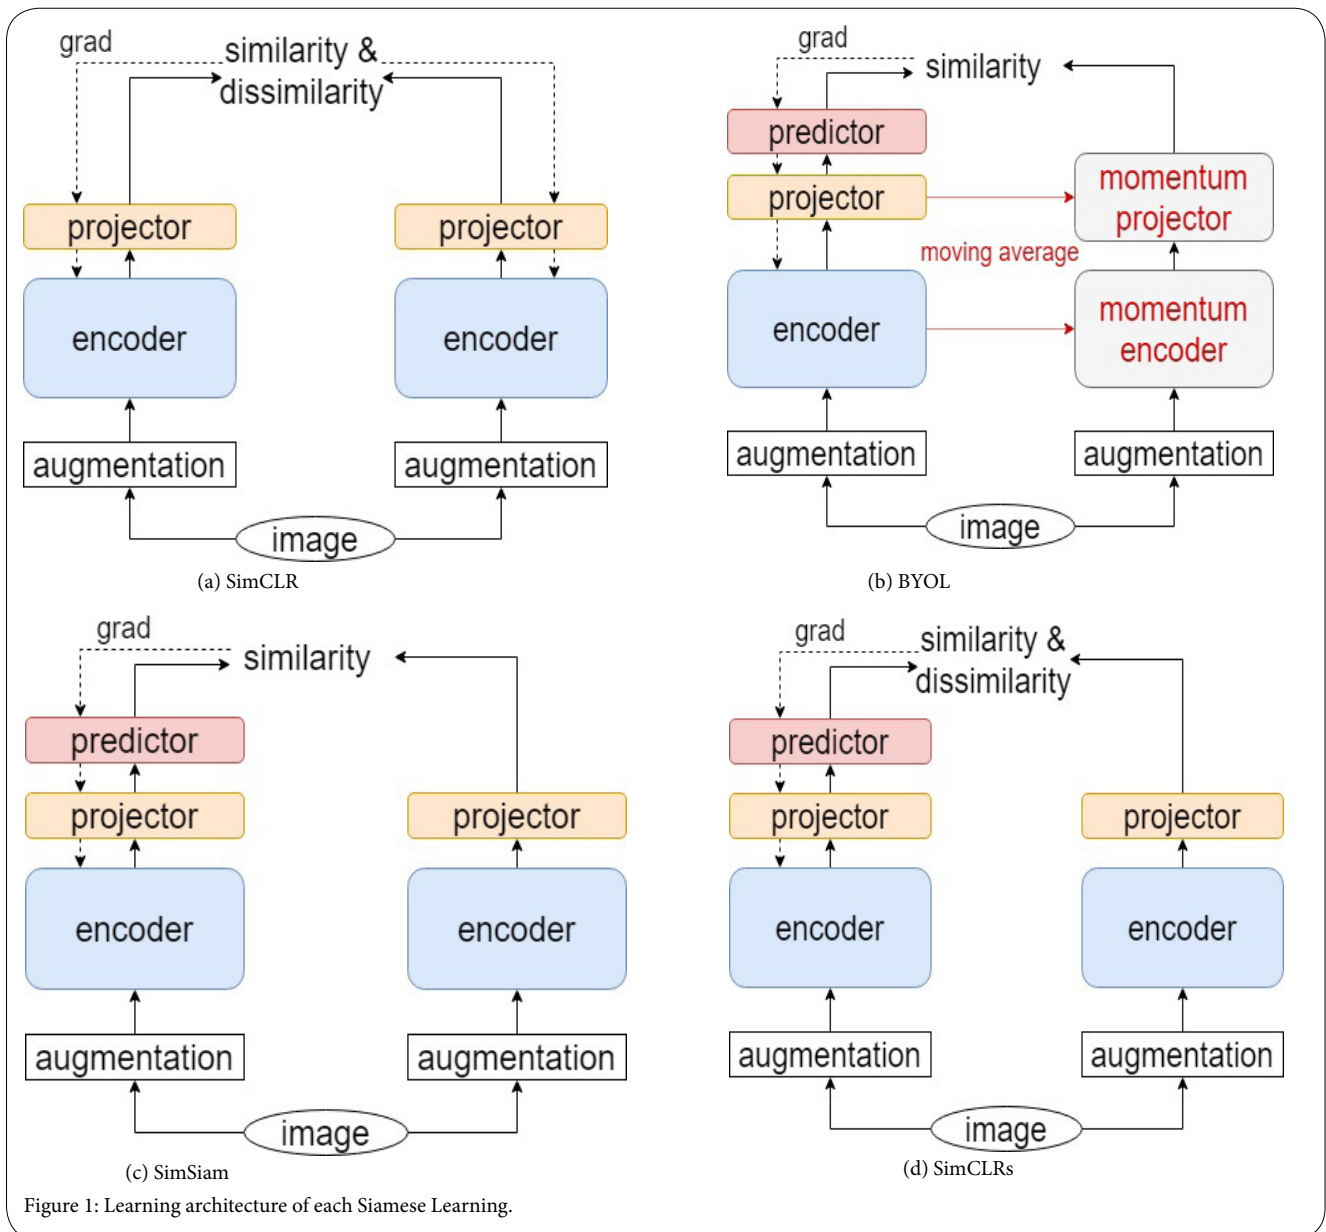 grad
similarity &
dissimilarity
projector
projector
encoder
encoder
augmentation
augmentation
image
(a) SimCLR
grad
similarity
predictor
projector
momentum
projector
moving average
encoder
momentum
encoder
augmentation
augmentation
image
(b) BYOL
grad
similarity
predictor
projector
projector
encoder
encoder
augmentation
augmentation
image
(c) SimSiam
grad
similarity &
dissimilarity
predictor
projector
projector
encoder
encoder
augmentation
augmentation
image
(d) SimCLRs
Figure 1: Learning architecture of each Siamese Learning.